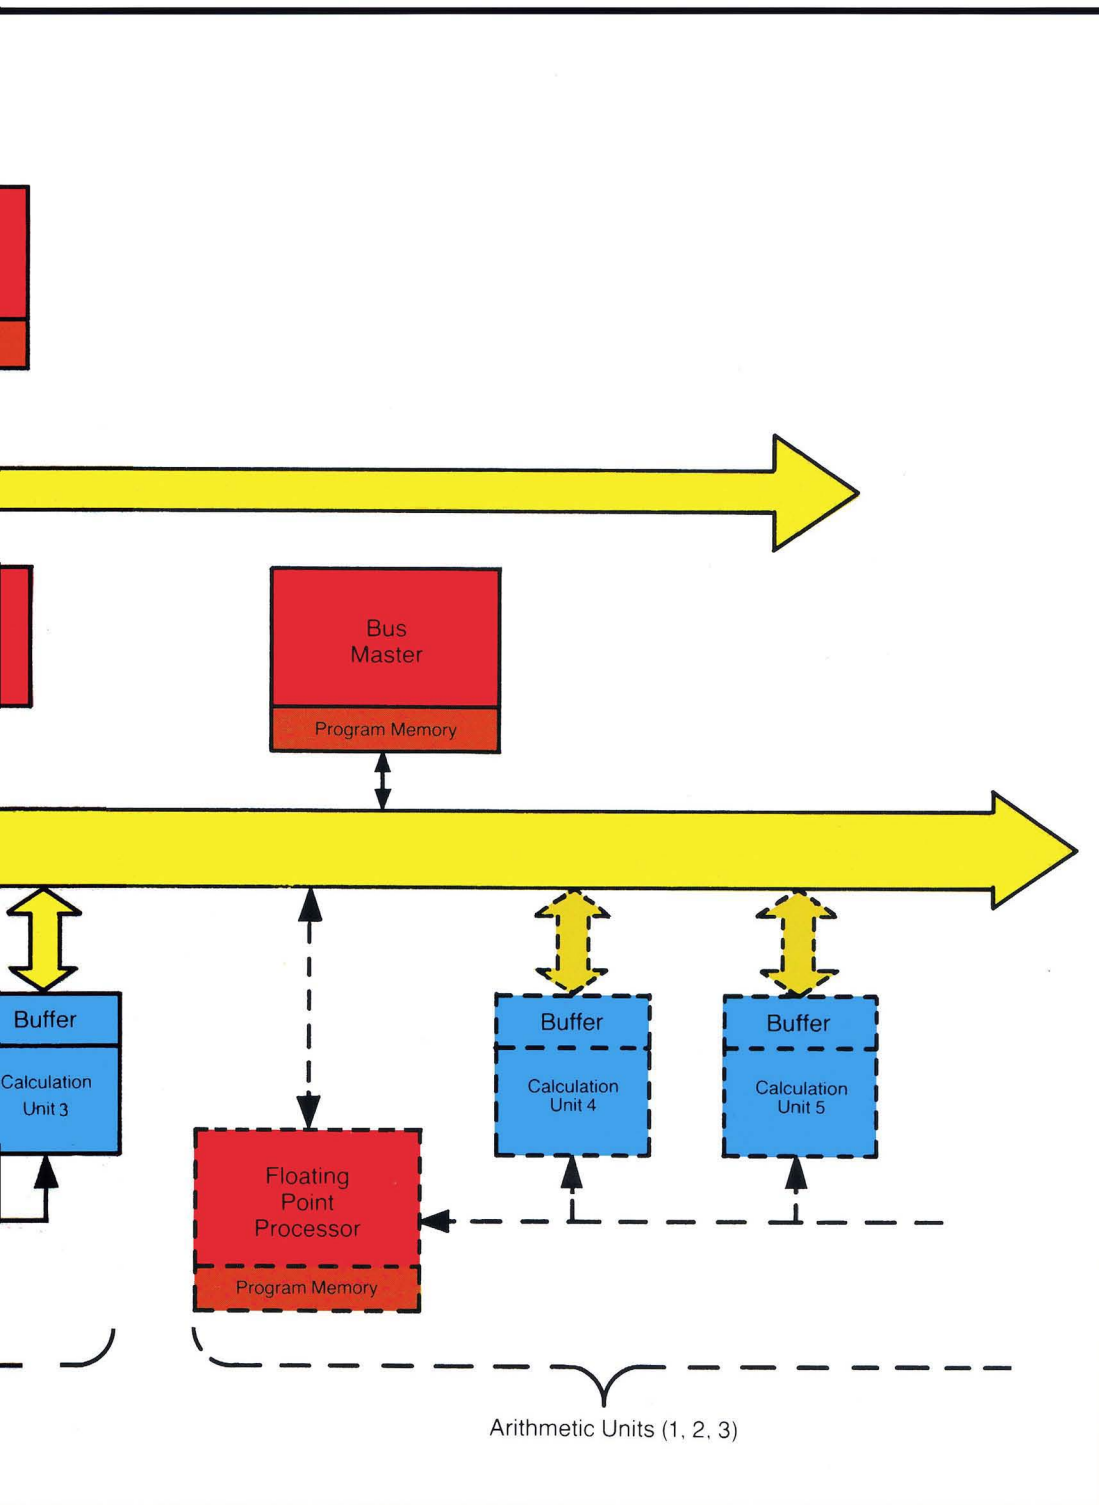 Bus
Master
Program Memory
Buffer
Calculation
Unit 3
Buffer
Calculation
Unit 4
Buffer
Calculation
Unit 5
Floating
Point
Processor
Program Memory
Arithmetic Units (1, 2, 3)